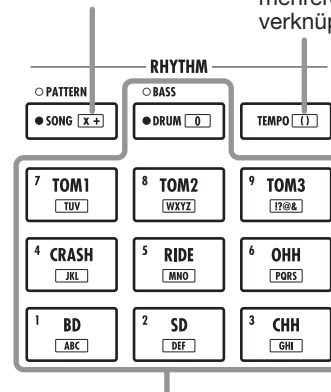 mehrere
verknüp
RHYTHM
○ PATTERN ○ BASS
● SONG X + ● DRUM 0 TEMPO ( )
7 TOM1 8 TOM2 9 TOM3
TUV WXYZ !?@&
4 CRASH 5 RIDE 6 OHH
JKL MNO PQRS
1 BD 2 SD 3 CHH
ABC DEF GHI